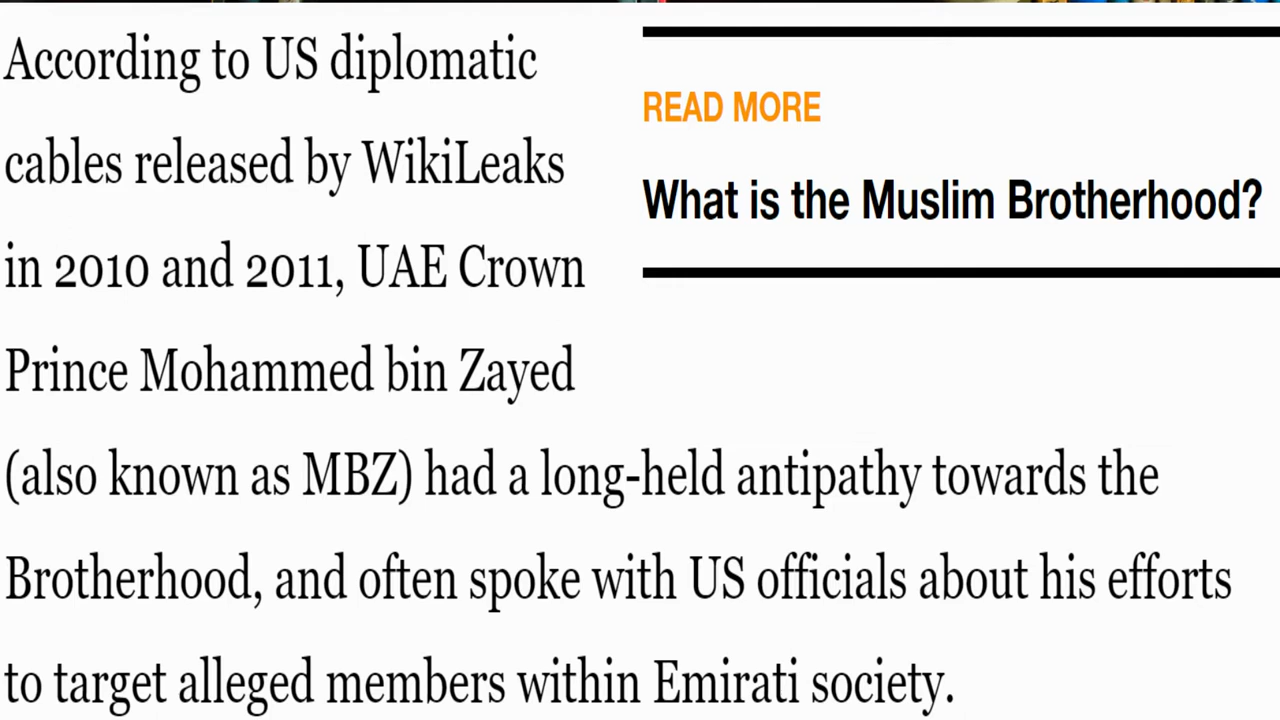 According to US diplomatic
cables released by WikiLeaks
in 2010 and 2011, UAE Crown
Prince Mohammed bin Zayed
(also known as MBZ) had a long-held antipathy towards the
Brotherhood, and often spoke with US officials about his efforts
to target alleged members within Emirati society.
READ MORE
What is the Muslim Brotherhood?